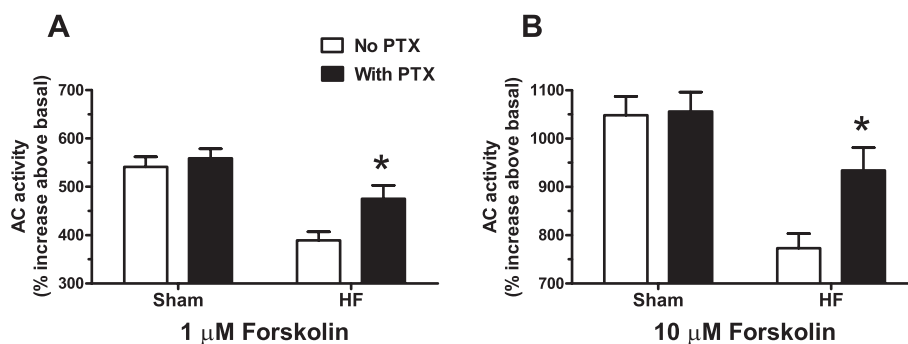 A
B
No PTX
With PTX
AC activity
(% increase above basal)
700
600
500
400
300
*
Sham
HF
1 μM Forskolin
AC activity
(% increase above basal)
1100
1000
900
800
700
*
Sham
HF
10 μM Forskolin